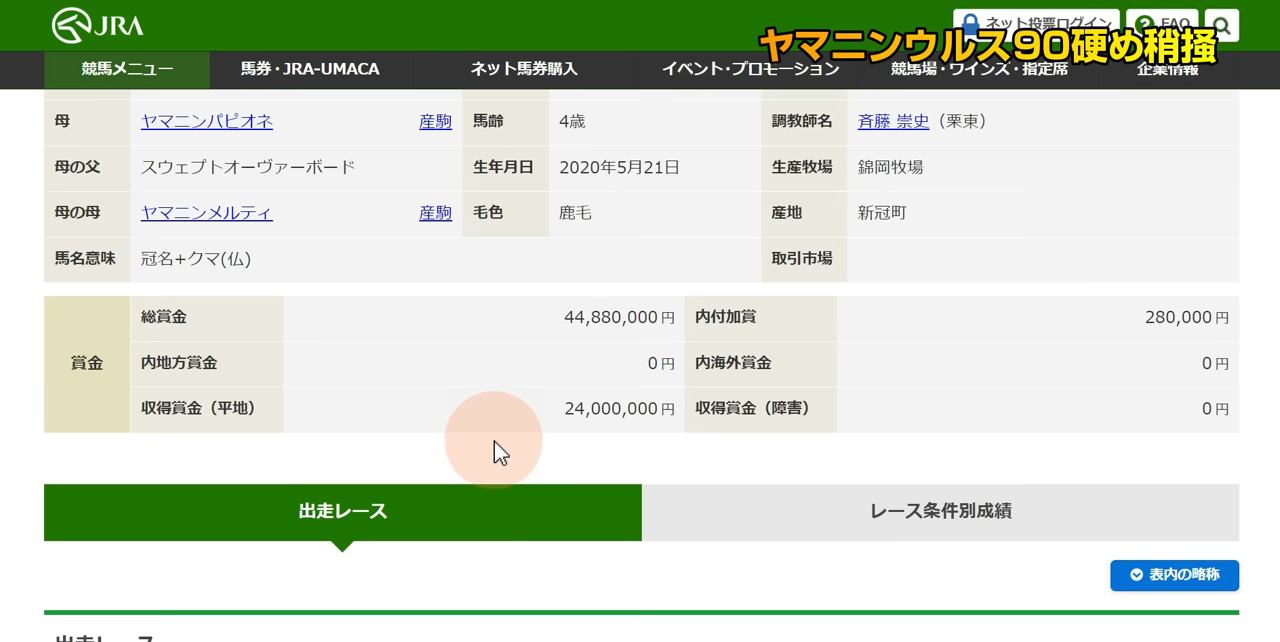 JRA
ネット投票ログイン
FAQ
ヤマニンウルス90硬め稍掻
競馬メニュー
馬券・JRA-UMACA
ネット馬券購入
イベント・プロモーション
競馬場・ウインズ・指定席
企業情報
母 ヤマニンパピオネ 産駒 馬齢 4歳 調教師名 斉藤 崇史（栗東）
母の父 スウェプトオーヴァーボード 生年月日 2020年5月21日 生産牧場 錦岡牧場
母の母 ヤマニンメルティ 産駒 毛色 鹿毛 産地 新冠町
馬名意味 冠名+クマ(仏) 取引市場
賞金 総賞金 44,880,000円 内付加賞 280,000円
内地方賞金 0円 内海外賞金 0円
収得賞金（平地） 24,000,000円 収得賞金（障害） 0円
出走レース レース条件別成績
表内の略称
出走レース